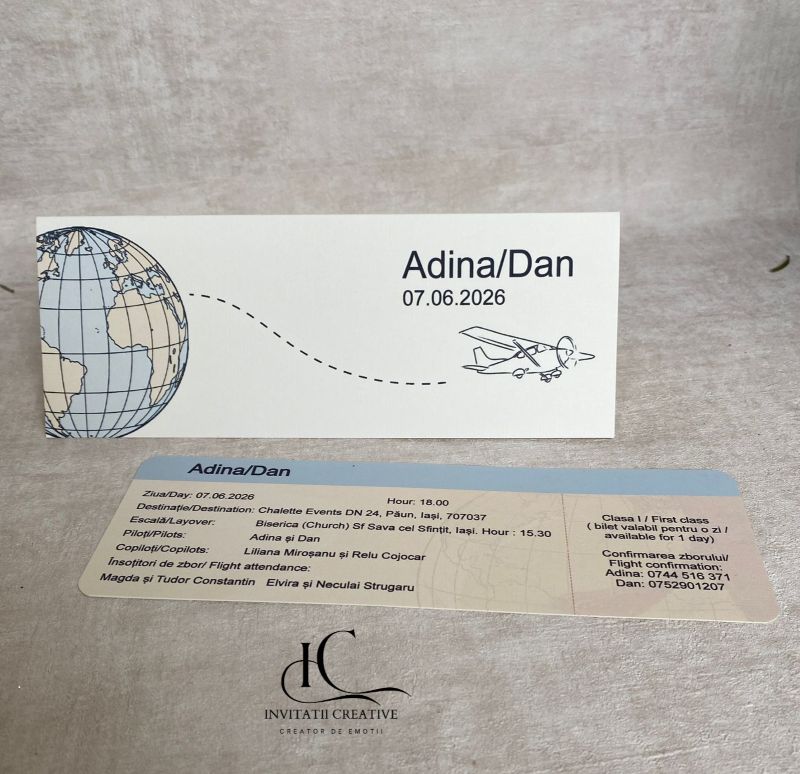 Adina/Dan
07.06.2026
Adina/Dan
Ziua/Day: 07.06.2026 Hour: 18.00
Destinație/Destination: Chalette Events DN 24, Păun, Iași, 707037
Escală/Layover: Biserica (Church) Sf Sava cel Sfințit, Iași. Hour : 15.30
Piloți/Pilots: Adina și Dan
Copiloți/Copilots: Liliana Miroșanu și Relu Cojocar
Însoțitori de zbor/ Flight attendance:
Magda și Tudor Constantin Elvira și Neculai Strugaru
Clasa I / First class
( bilet valabil pentru o zi /
available for 1 day)
Confirmarea zborului/
Flight confirmation:
Adina: 0744 516 371
Dan: 0752901207
IC
INVITATII CREATIVE
CREATOR DE EMOTII